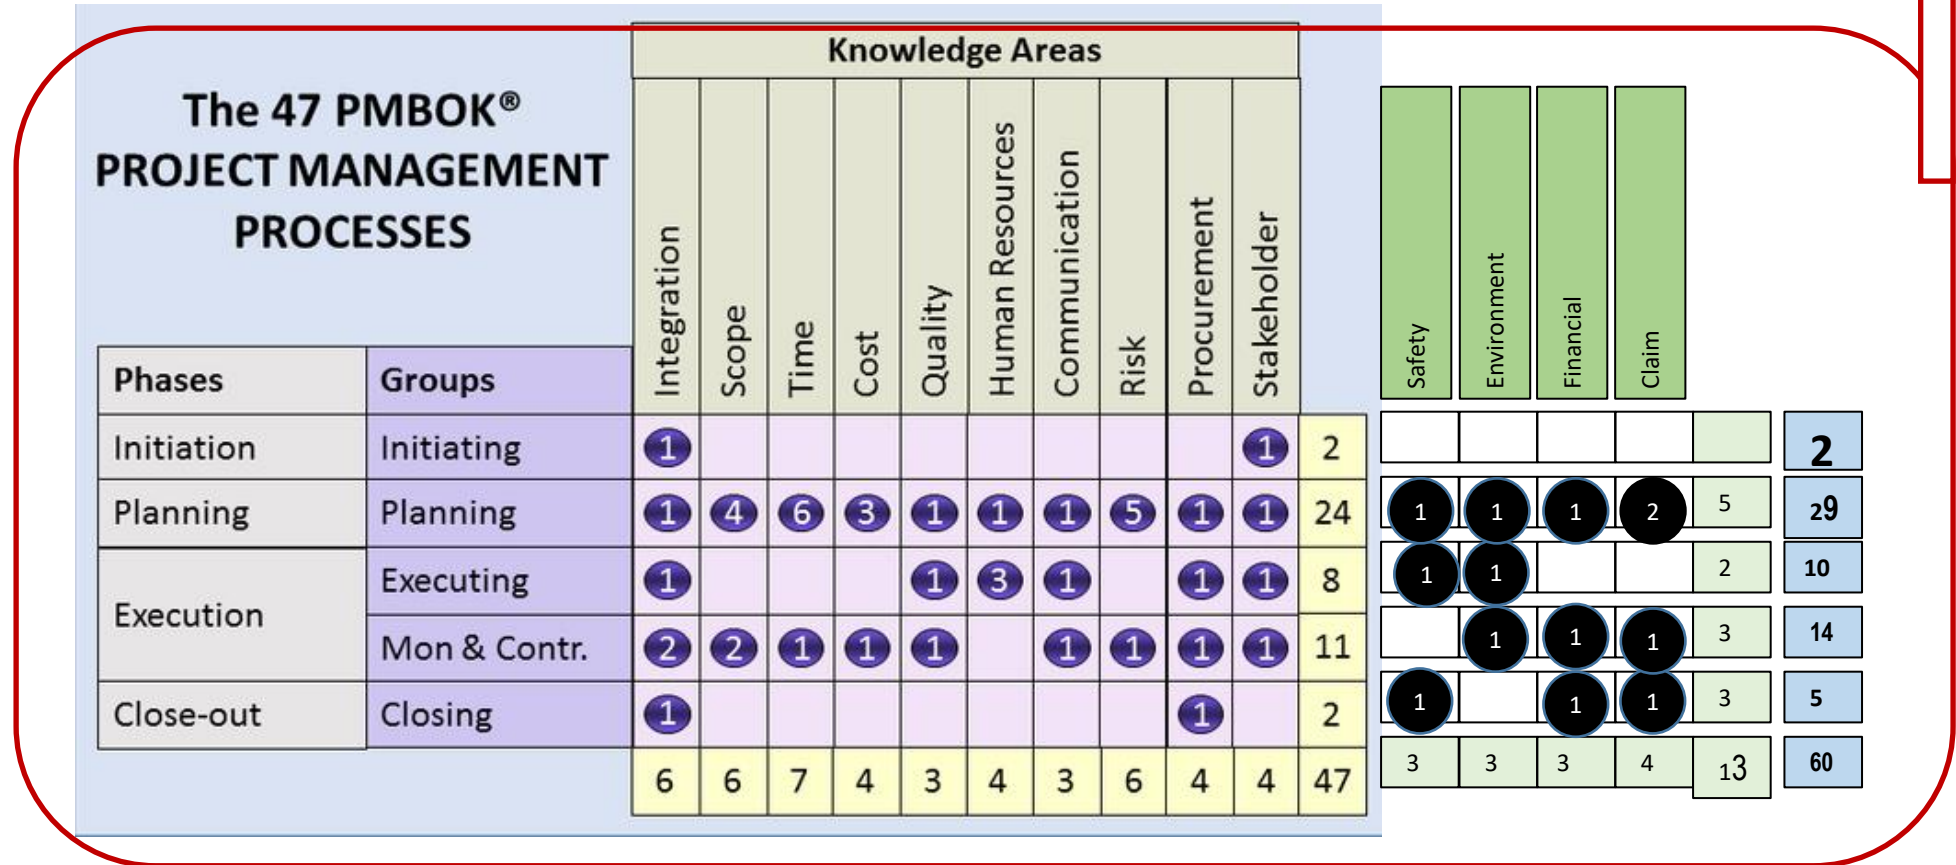 The 47 PMBOK®
PROJECT MANAGEMENT
PROCESSES
Knowledge Areas
Phases Groups Integration Scope Time Cost Quality Human Resources Communication Risk Procurement Stakeholder Safety Environment Financial Claim
Initiation Initiating 1 1 2 2
Planning Planning 1 4 6 3 1 1 1 5 1 1 24 1 1 1 2 5 29
Execution
Executing 1 1 3 1 1 1 8 1 1 2 10
Mon & Contr. 2 2 1 1 1 1 1 1 1 11 1 1 1 3 14
Close-out Closing 1 1 2 1 1 1 3 5
6 6 7 4 3 4 3 6 4 4 47 3 3 3 4 13 60